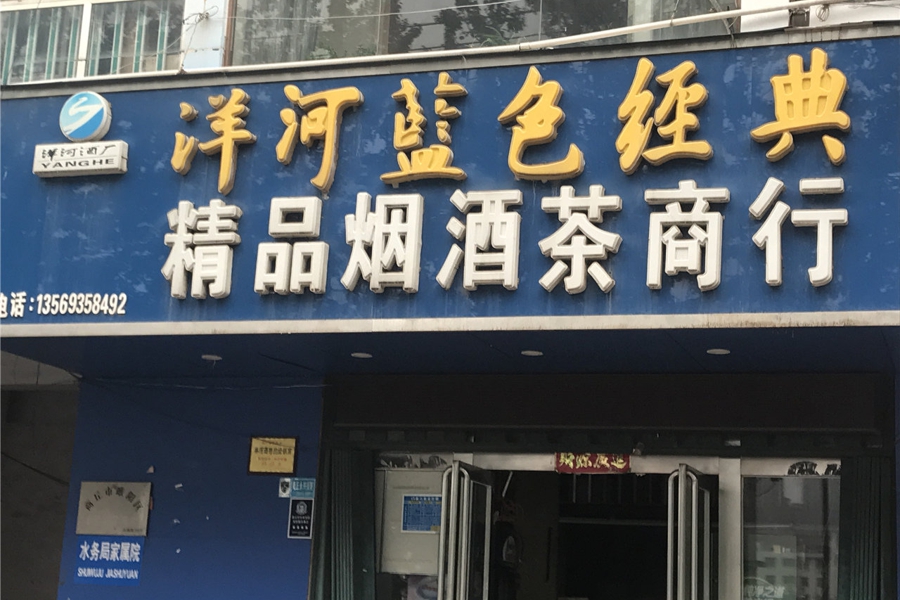 洋河藍色经典
洋河酒厂
YANGHE
精品烟酒茶商行
电话:13569358492
水务局家属院
SHUIWUJU JIASHUYUAN